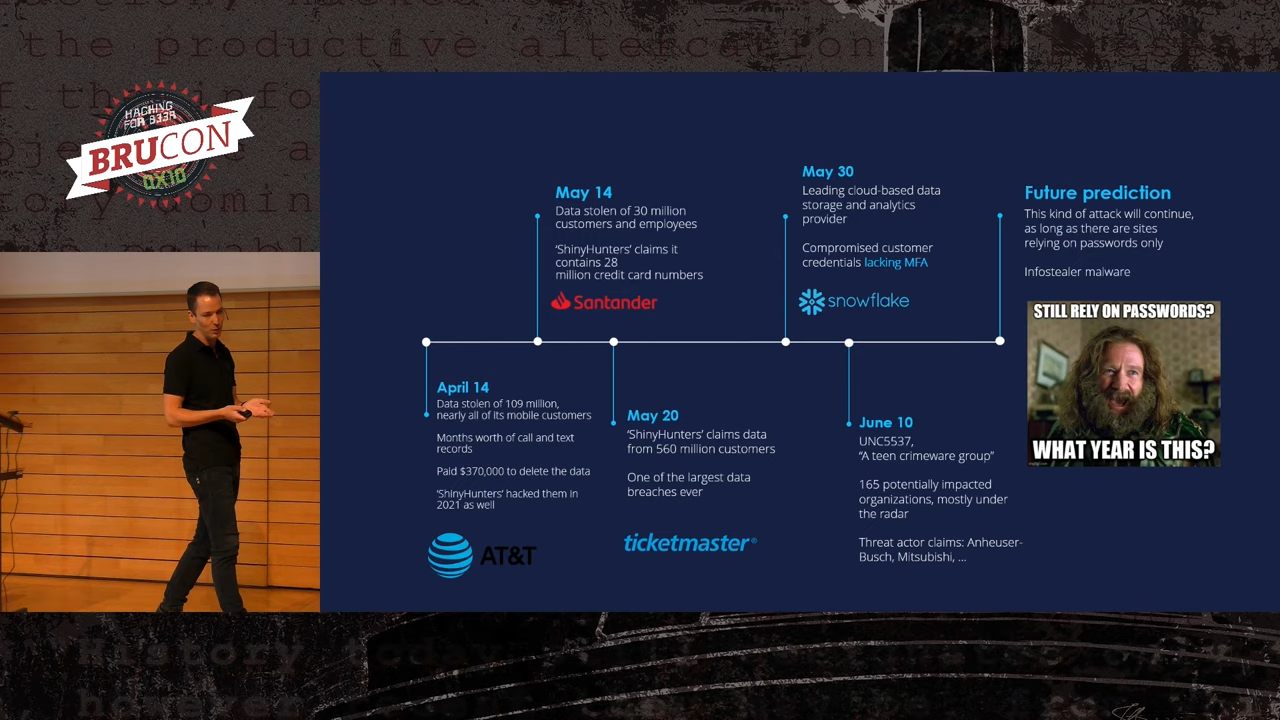 the productive altercation
HACKING
FOR B33R
BRUCON
0X10
May 14
Data stolen of 30 million
customers and employees
‘ShinyHunters’ claims it
contains 28
million credit card numbers
Santander
May 30
Leading cloud-based data
storage and analytics
provider
Compromised customer
credentials lacking MFA
snowflake
Future prediction
This kind of attack will continue,
as long as there are sites
relying on passwords only
Infostealer malware
STILL RELY ON PASSWORDS?
WHAT YEAR IS THIS?
imgflip.com
April 14
Data stolen of 109 million,
nearly all of its mobile customers
Months worth of call and text
records
Paid $370,000 to delete the data
‘ShinyHunters’ hacked them in
2021 as well
AT&T
May 20
‘ShinyHunters’ claims data
from 560 million customers
One of the largest data
breaches ever
ticketmaster®
June 10
UNC5537,
“A teen crimeware group”
165 potentially impacted
organizations, mostly under
the radar
Threat actor claims: Anheuser-
Busch, Mitsubishi, ...
History today
however